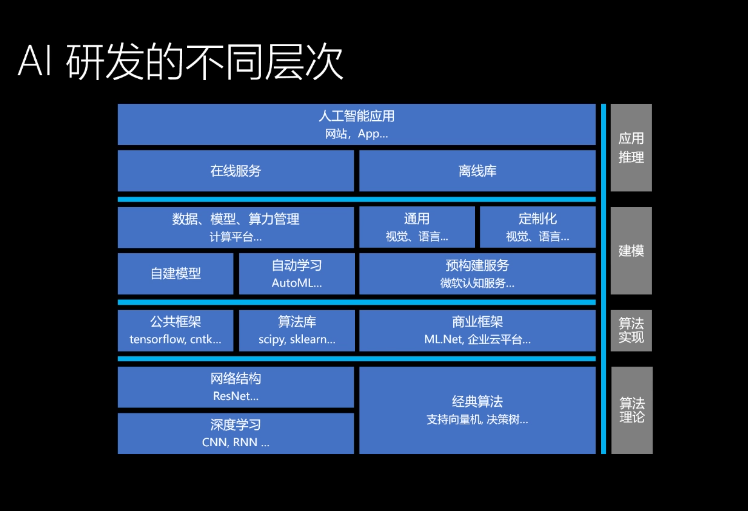 AI 研发的不同层次
人工智能应用
网站，App...
在线服务
离线库
应用
推理
数据、模型、算力管理
计算平台...
通用
视觉、语言...
定制化
视觉、语言...
自建模型
自动学习
AutoML...
预构建服务
微软认知服务...
建模
公共框架
tensorflow, cntk...
算法库
scipy, sklearn...
商业框架
ML.Net, 企业云平台...
算法
实现
网络结构
ResNet...
深度学习
CNN, RNN ...
经典算法
支持向量机, 决策树...
算法
理论